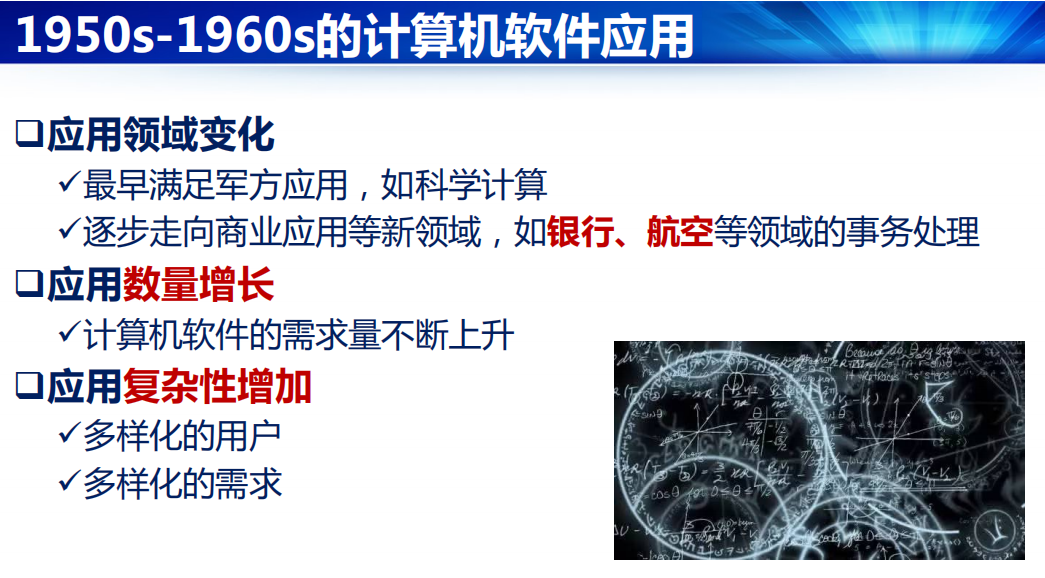 1950s-1960s的计算机软件应用
❑应用领域变化
✓最早满足军方应用，如科学计算
✓逐步走向商业应用等新领域，如银行、航空等领域的事务处理
❑应用数量增长
✓计算机软件的需求量不断上升
❑应用复杂性增加
✓多样化的用户
✓多样化的需求